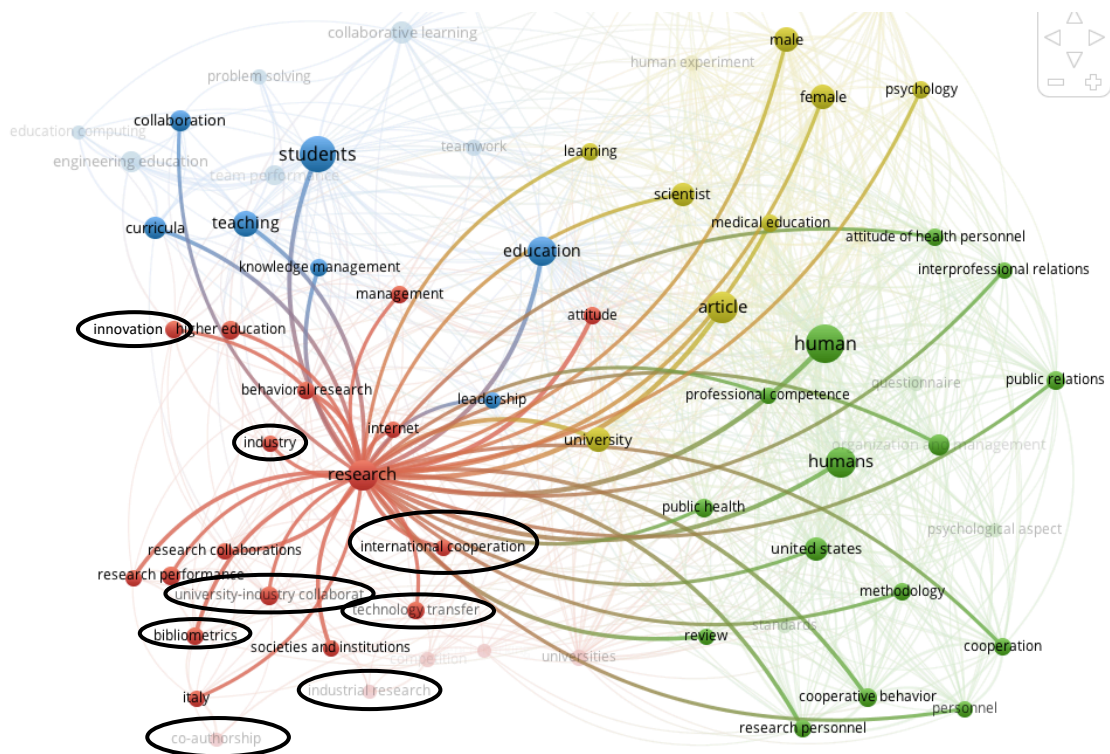 collaborative learning
male
human experiment
problem solving
psychology
female
collaboration
education computing
teamwork
learning
students
engineering education
team performance
scientist
medical education
teaching
curricula
attitude of health personnel
education
knowledge management
interprofessional relations
management
article
attitude
innovation
higher education
human
public relations
questionnaire
behavioral research
professional competence
leadership
internet
university
industry
organization and management
humans
research
public health
psychological aspect
international cooperation
united states
research collaborations
research performance
methodology
university-industry collaborat
technology transfer
standards
bibliometrics
review
societies and institutions
cooperation
competition
universities
industrial research
italy
cooperative behavior
personnel
research personnel
co-authorship